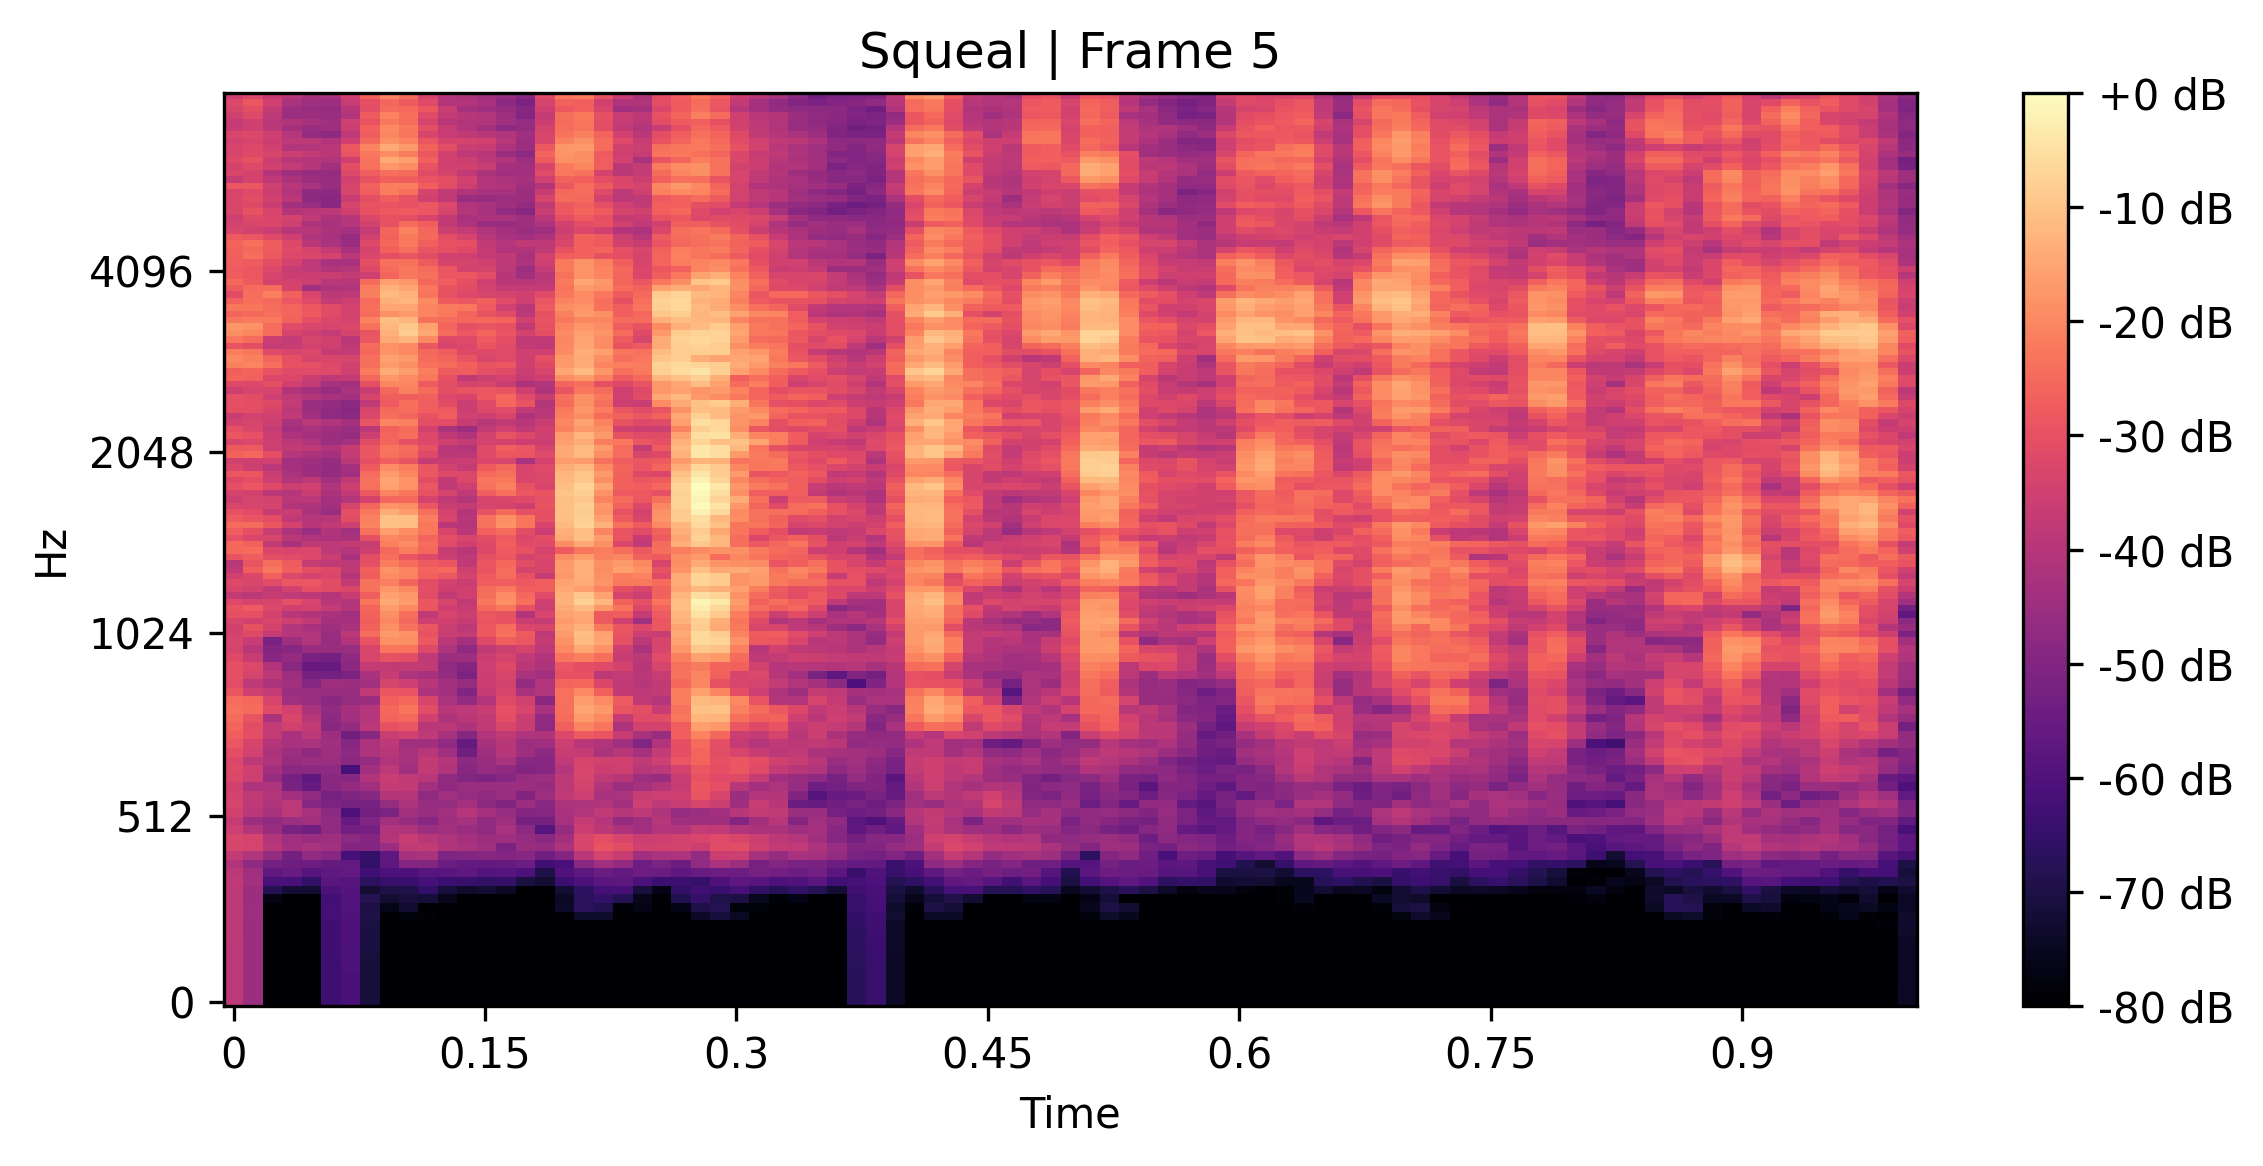 Squeal | Frame 5
+0 dB
-10 dB
-20 dB
-30 dB
-40 dB
-50 dB
-60 dB
-70 dB
-80 dB
Hz
4096
2048
1024
512
0
0 0.15 0.3 0.45 0.6 0.75 0.9
Time